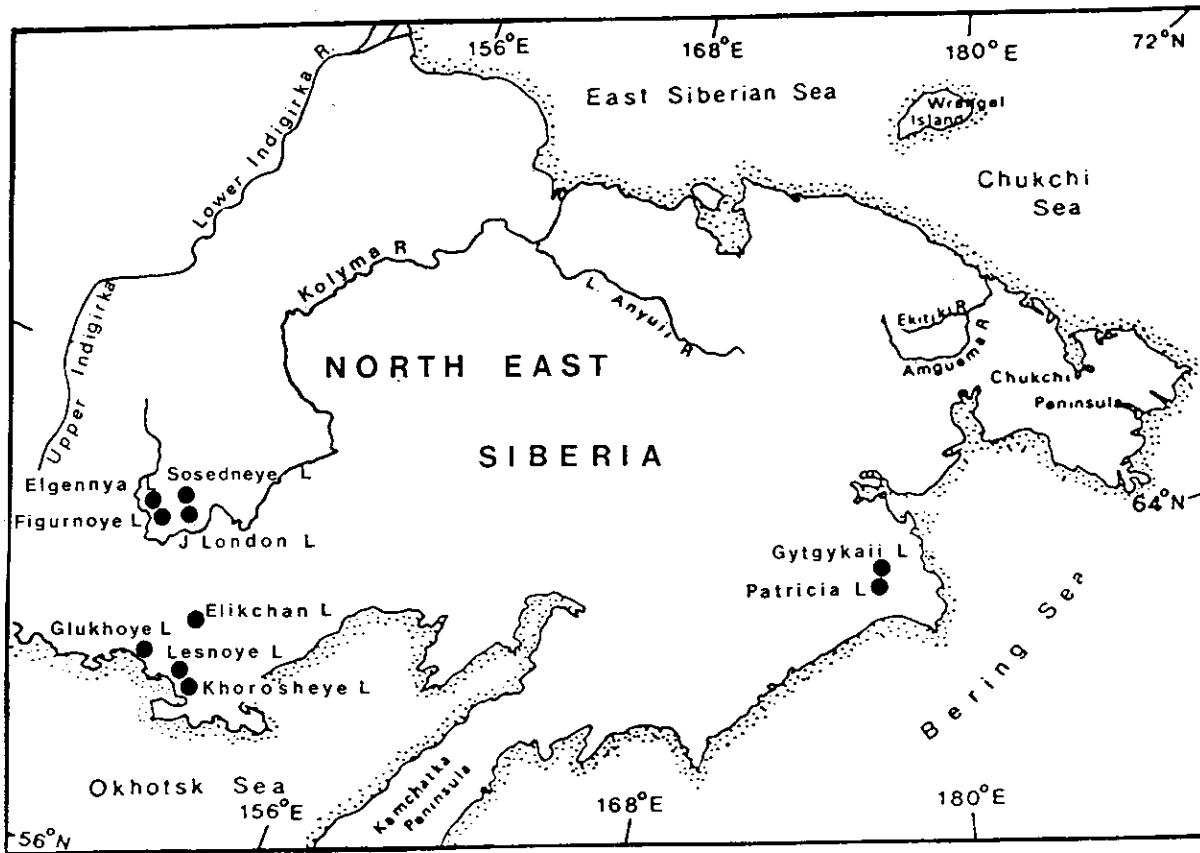 156°E
168°E
180°E
72°N
East Siberian Sea
Wrangel
Island
Chukchi
Sea
Lower Indigirka R.
Upper Indigirka
Kolyma R
L. Anyuii R
Ekitiki R
Amguema R
Chukchi
Peninsula
NORTH EAST
SIBERIA
Elgennya L
Sosedneye L
Figurnoye L
J London L
64°N
Gytgykaii L
Patricia L
Elikchan L
Glukhoye L
Lesnoye L
Khorosheye L
Bering Sea
Okhotsk Sea
Kamchatka
Peninsula
156°E
168°E
180°E
56°N